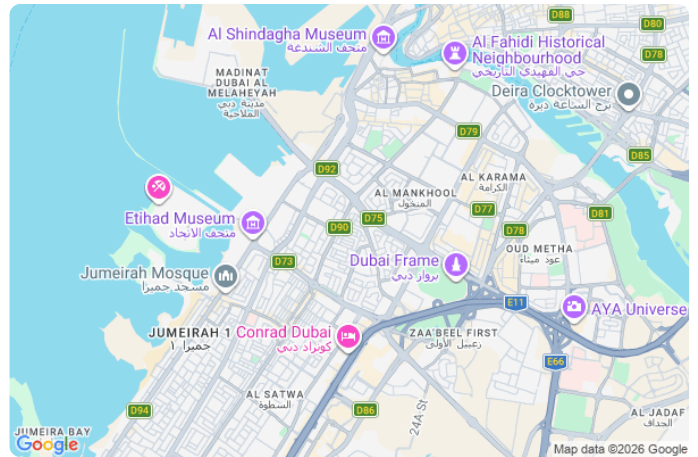 D88
D80
Al Shindagha Museum
متحف الشندغة
Al Fahidi Historical
Neighbourhood
حي الفهيدي التاريخي
D78
MADINAT
DUBAI AL
MELAHEYAH
مدينة دبي
الملاحية
Deira Clocktower
برج الساعة ديرة
D79
D85
D92
AL KARAMA
الكرامة
AL MANKHOOL
المنخول
D77
D81
Etihad Museum
متحف الاتحاد
D90
D75
D78
OUD METHA
عود ميثاء
Jumeirah Mosque
مسجد جميرا
D73
Dubai Frame
برواز دبي
E11
AYA Universe
JUMEIRAH 1
جميرا ١
Conrad Dubai
كونراد دبي
ZAA'BEEL FIRST
زعبيل الأولى
E66
AL SATWA
السطوة
D94
D86
24A St
AL JADAF
الجداف
JUMEIRA BAY
Google
Map data ©2026 Google